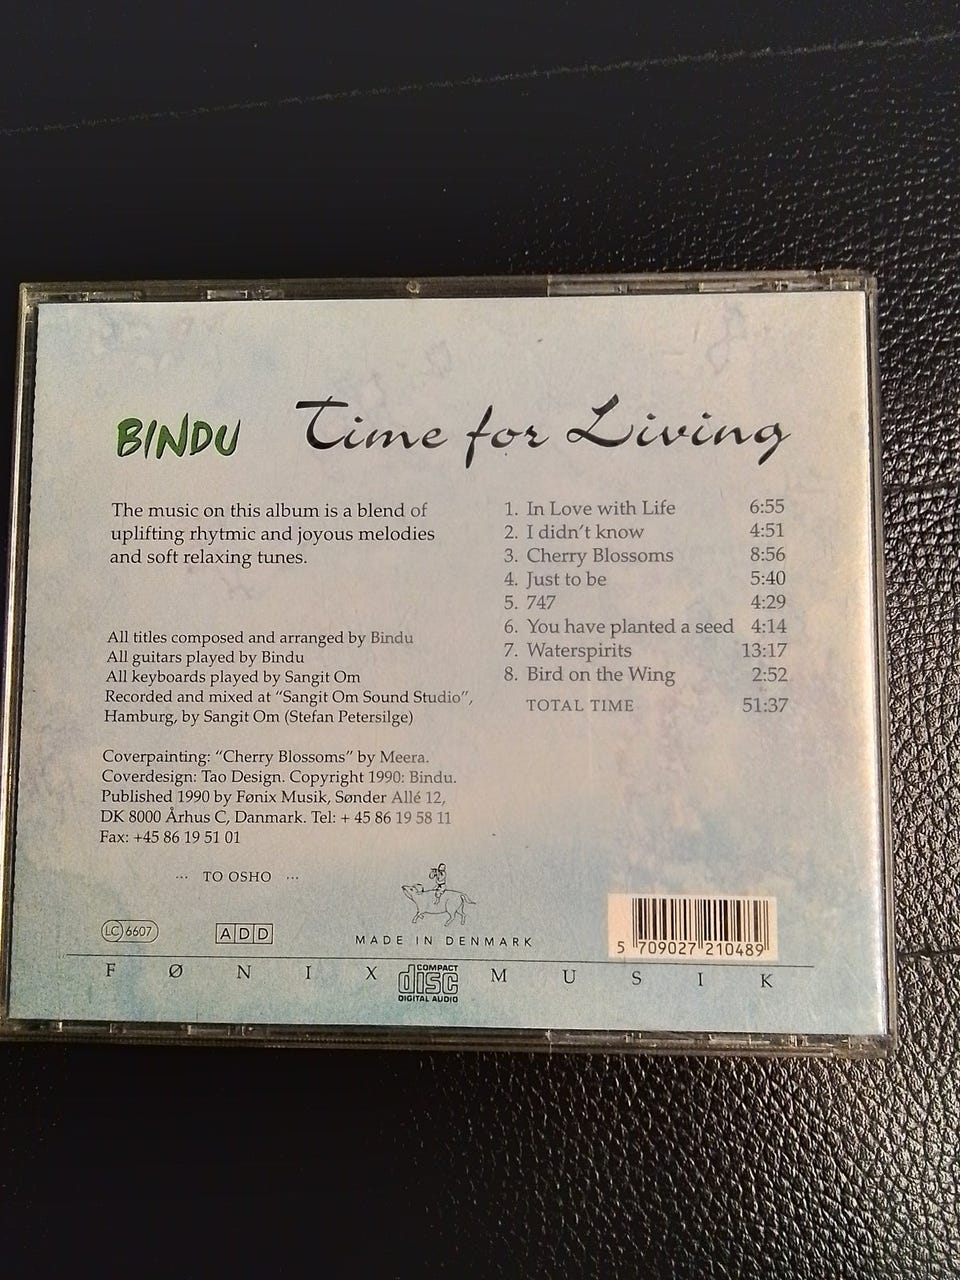 BINDU Time for Living
The music on this album is a blend of
uplifting rhytmic and joyous melodies
and soft relaxing tunes.
All titles composed and arranged by Bindu
All guitars played by Bindu
All keyboards played by Sangit Om
Recorded and mixed at “Sangit Om Sound Studio”,
Hamburg, by Sangit Om (Stefan Petersilge)
Coverpainting: “Cherry Blossoms” by Meera.
Coverdesign: Tao Design. Copyright 1990: Bindu.
Published 1990 by Fønix Musik, Sønder Allé 12,
DK 8000 Århus C, Danmark. Tel: + 45 86 19 58 11
Fax: +45 86 19 51 01
··· TO OSHO ···
1. In Love with Life 6:55
2. I didn’t know 4:51
3. Cherry Blossoms 8:56
4. Just to be 5:40
5. 747 4:29
6. You have planted a seed 4:14
7. Waterspirits 13:17
8. Bird on the Wing 2:52
TOTAL TIME 51:37
LC 6607
ADD
MADE IN DENMARK
5 709027 210489
FØNIX MUSIK
COMPACT
disc
DIGITAL AUDIO